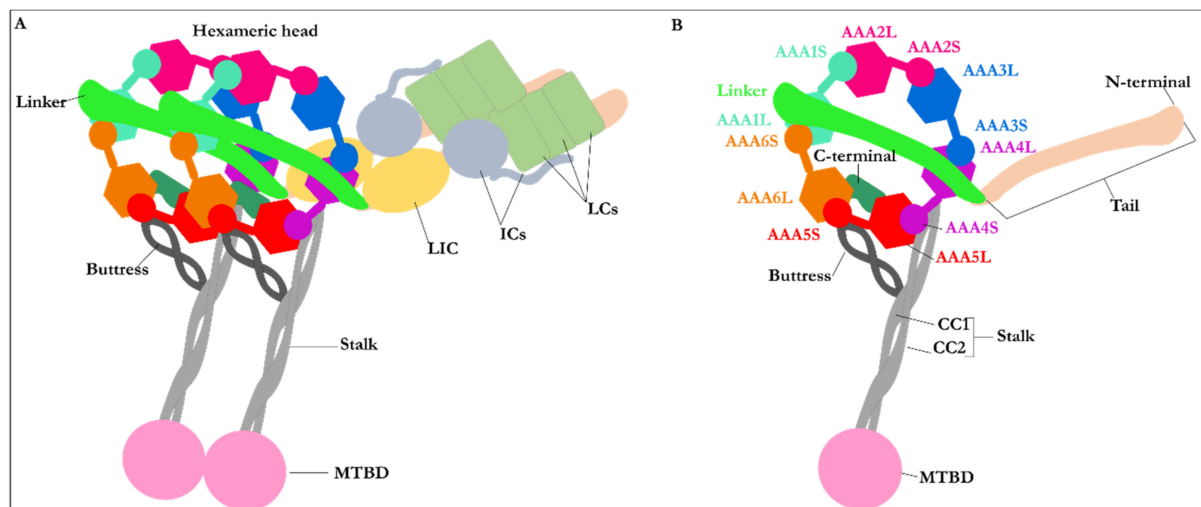 A
Hexameric head
Linker
LCs
ICs
LIC
Buttress
Stalk
MTBD
B
AAA2L
AAA1S
AAA2S
AAA3L
N-terminal
Linker
AAA1L
AAA3S
AAA6S
AAA4L
C-terminal
AAA6L
Tail
AAA4S
AAA5S
AAA5L
Buttress
CC1
Stalk
CC2
MTBD